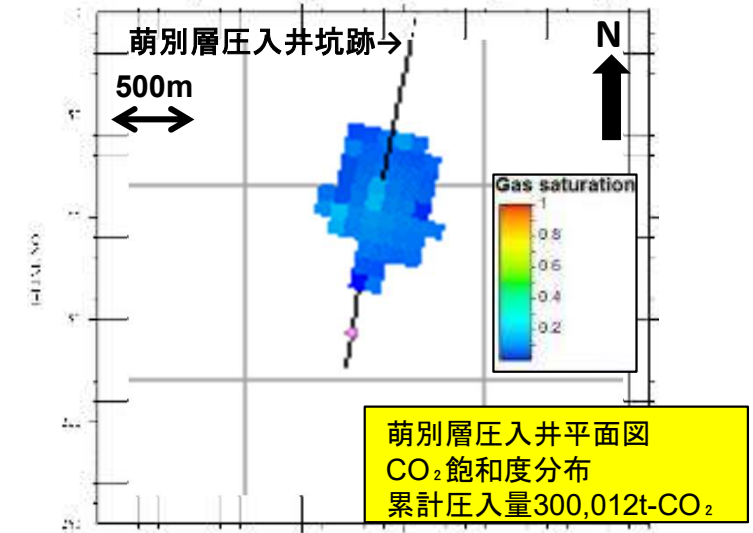 萌別層圧入井坑跡→
N
500m
Gas saturation
1
0.8
0.6
0.4
0.2
萌別層圧入井平面図
CO₂飽和度分布
累計圧入量300,012t-CO₂